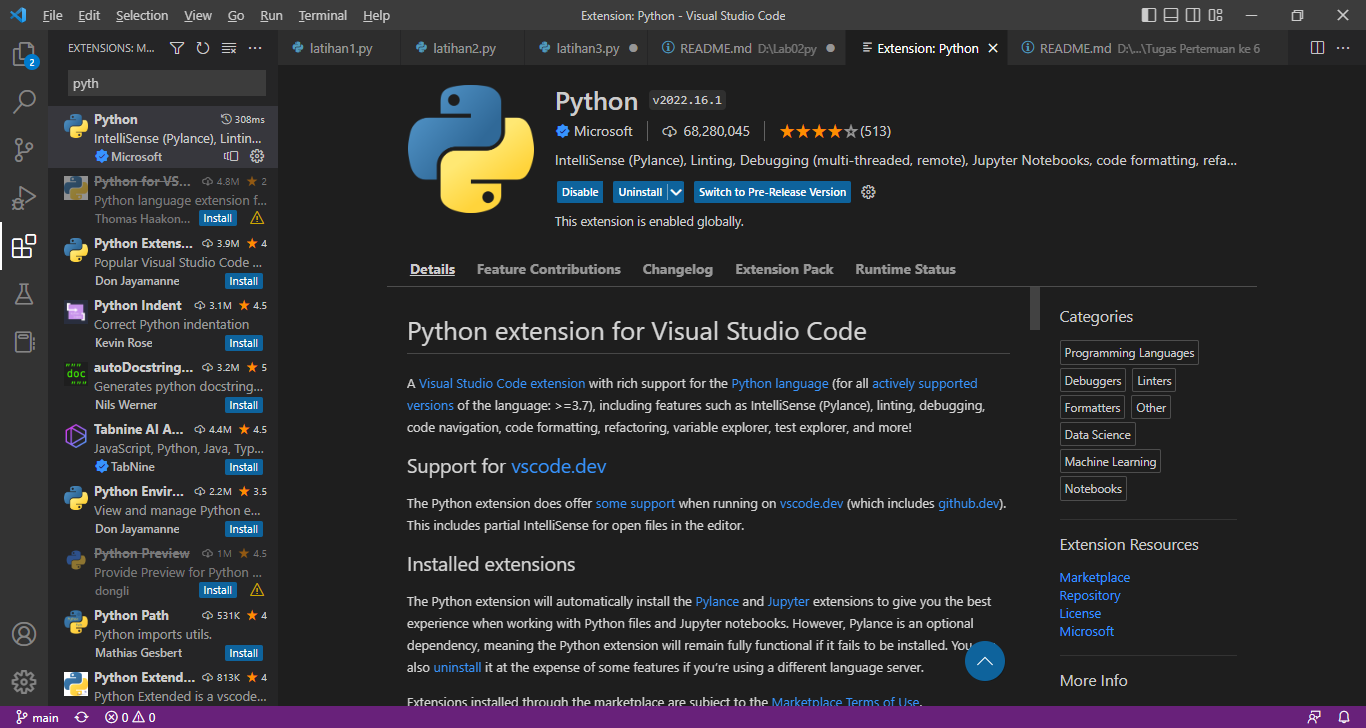 File Edit Selection View Go Run Terminal Help
Extension: Python - Visual Studio Code
EXTENSIONS: M...
latihan1.py
latihan2.py
latihan3.py
README.md D:\Lab02py
Extension: Python
README.md D:\...\Tugas Pertemuan ke 6
2
pyth
Python 308ms
IntelliSense (Pylance), Lintin...
Microsoft
Python for VS... 4.8M 2
Python language extension f...
Thomas Haakon... Install
Python Extens... 3.9M 4
Popular Visual Studio Code ...
Don Jayamanne Install
Python Indent 3.1M 4.5
Correct Python indentation
Kevin Rose Install
""" doc """
autoDocstring... 3.2M 5
Generates python docstring...
Nils Werner Install
Tabnine AI A... 4.4M 4.5
JavaScript, Python, Java, Typ...
TabNine Install
Python Envir... 2.2M 3.5
View and manage Python e...
Don Jayamanne Install
Python Preview 1M 4.5
Provide Preview for Python ...
dongli Install
Python Path 531K 4
Python imports utils.
Mathias Gesbert Install
Python Extend... 813K 4
Python Extended is a vscode...
Python v2022.16.1
Microsoft 68,280,045 (513)
IntelliSense (Pylance), Linting, Debugging (multi-threaded, remote), Jupyter Notebooks, code formatting, refa...
Disable Uninstall Switch to Pre-Release Version
This extension is enabled globally.
Details Feature Contributions Changelog Extension Pack Runtime Status
Python extension for Visual Studio Code
A Visual Studio Code extension with rich support for the Python language (for all actively supported
versions of the language: >=3.7), including features such as IntelliSense (Pylance), linting, debugging,
code navigation, code formatting, refactoring, variable explorer, test explorer, and more!
Support for vscode.dev
The Python extension does offer some support when running on vscode.dev (which includes github.dev).
This includes partial IntelliSense for open files in the editor.
Installed extensions
The Python extension will automatically install the Pylance and Jupyter extensions to give you the best
experience when working with Python files and Jupyter notebooks. However, Pylance is an optional
dependency, meaning the Python extension will remain fully functional if it fails to be installed. You
also uninstall it at the expense of some features if you're using a different language server.
Extensions installed through the marketplace are subject to the Marketplace Terms of Use.
Categories
Programming Languages
Debuggers Linters
Formatters Other
Data Science
Machine Learning
Notebooks
Extension Resources
Marketplace
Repository
License
Microsoft
More Info
main 0 0